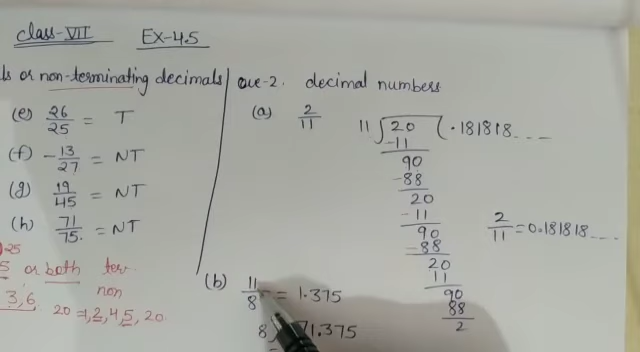 class-VII Ex-4.5
ls or non-terminating decimals
(e) 26/25 = T
(f) -13/27 = NT
(g) 19/45 = NT
(h) 71/75. = NT
25
5 or both ter.
3,6 non
20=1,2,4,5,20.
Que-2. decimal numbers
(a) 2/11
11) 20 (.181818...
-11
90
-88
20
-11
90
-88
20
11
90
88
2
2/11 = 0.181818....
(b) 11/8 = 1.375
8) 71.375